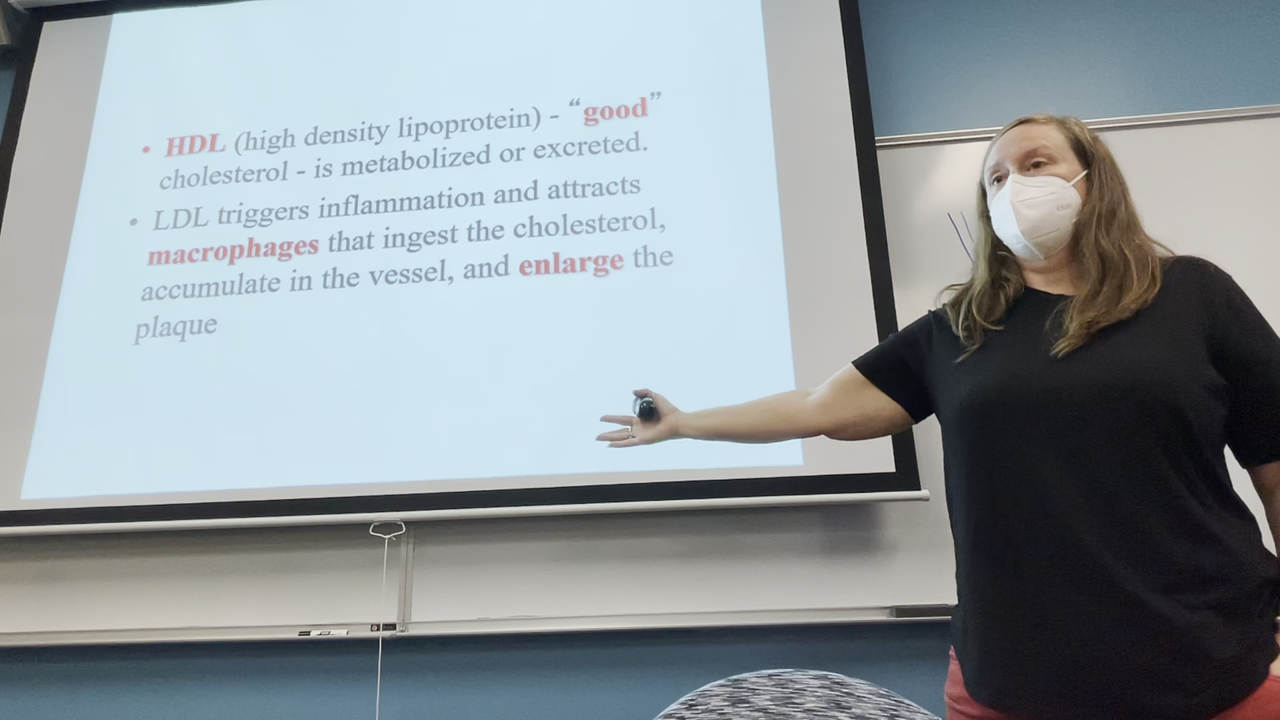 • HDL (high density lipoprotein) - “good”
cholesterol - is metabolized or excreted.
• LDL triggers inflammation and attracts
macrophages that ingest the cholesterol,
accumulate in the vessel, and enlarge the
plaque